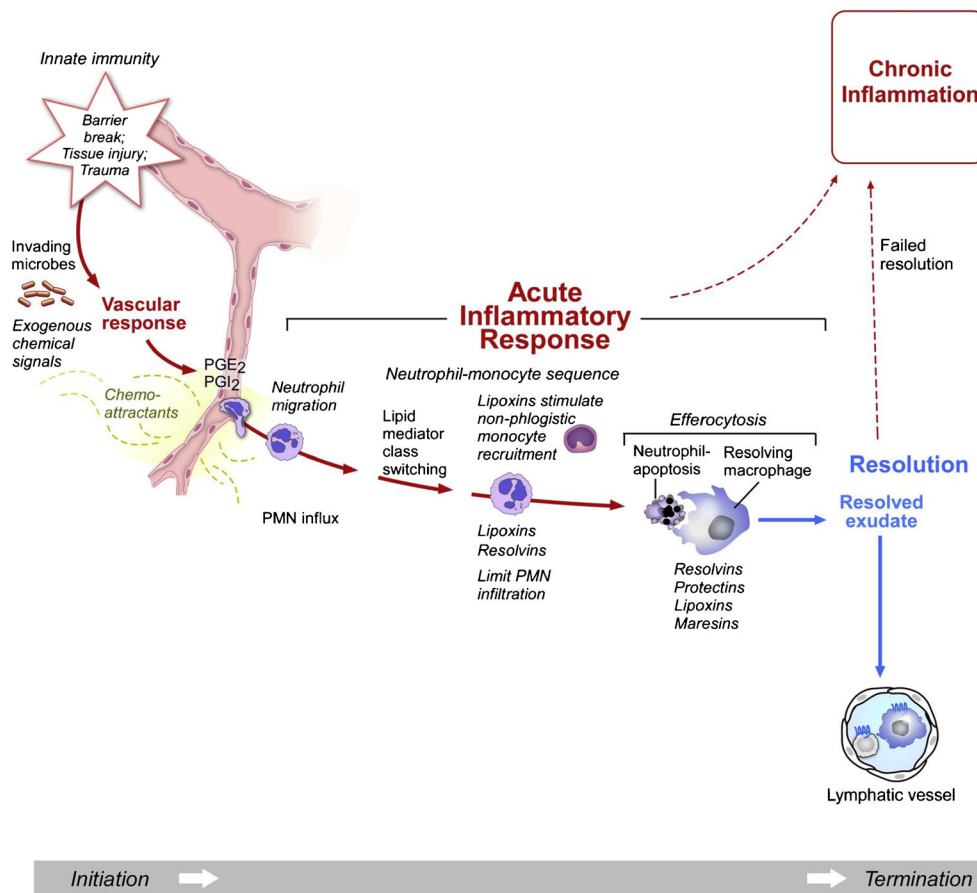 Innate immunity
Barrier
break;
Tissue injury;
Trauma
Invading
microbes
Exogenous
chemical
signals
Vascular
response
PGE2
PGI2
Chemo-
attractants
Neutrophil
migration
PMN influx
Acute
Inflammatory
Response
Neutrophil-monocyte sequence
Lipid
mediator
class
switching
Lipoxins stimulate
non-phlogistic
monocyte
recruitment
Lipoxins
Resolvins
Limit PMN
infiltration
Efferocytosis
Neutrophil-
apoptosis
Resolving
macrophage
Resolvins
Protectins
Lipoxins
Maresins
Chronic
Inflammation
Failed
resolution
Resolution
Resolved
exudate
Lymphatic vessel
Initiation
Termination